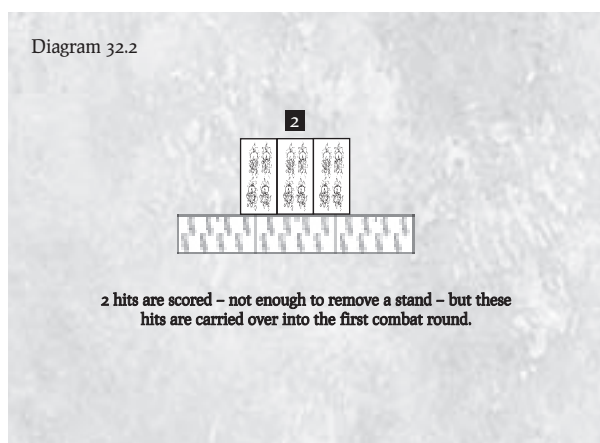 Diagram 32.2
2
2 hits are scored – not enough to remove a stand – but these
hits are carried over into the first combat round.